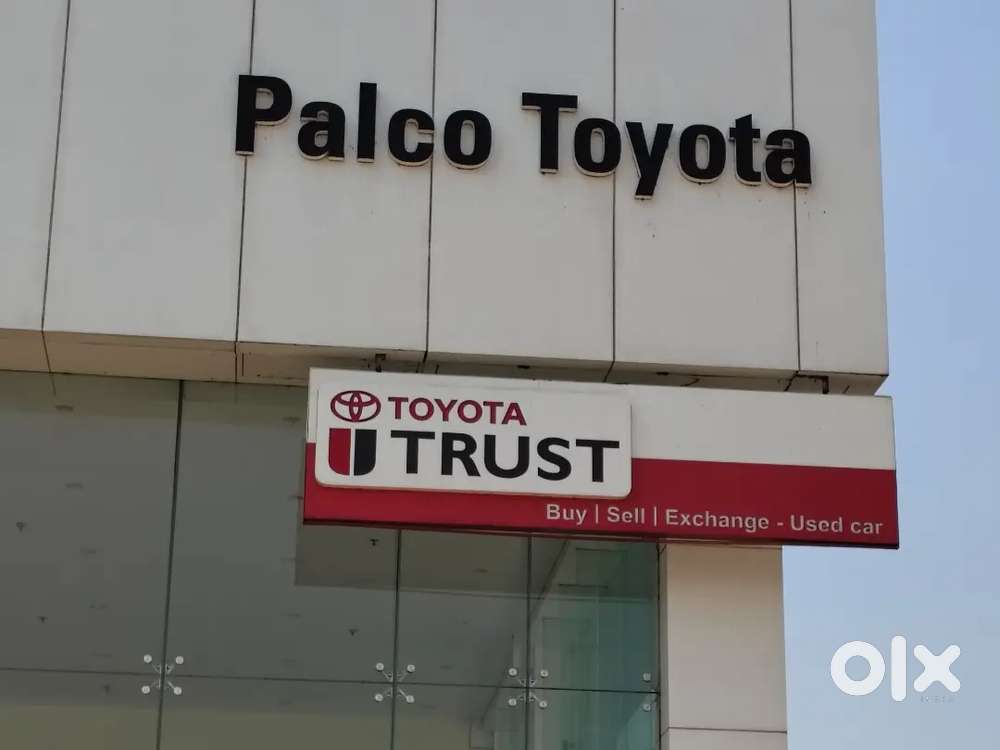 Palco Toyota
TOYOTA
U TRUST
Buy | Sell | Exchange - Used car
olx